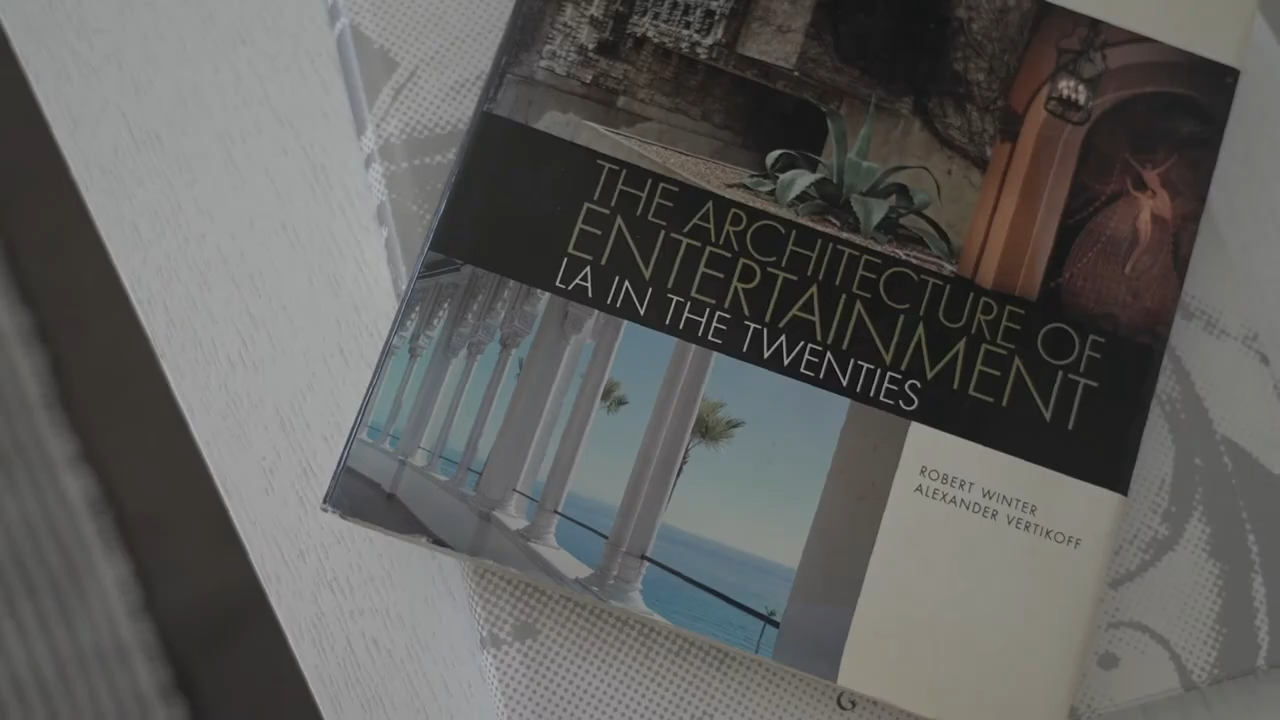 THE ARCHITECTURE OF
ENTERTAINMENT
LA IN THE TWENTIES
ROBERT WINTER
ALEXANDER VERTIKOFF